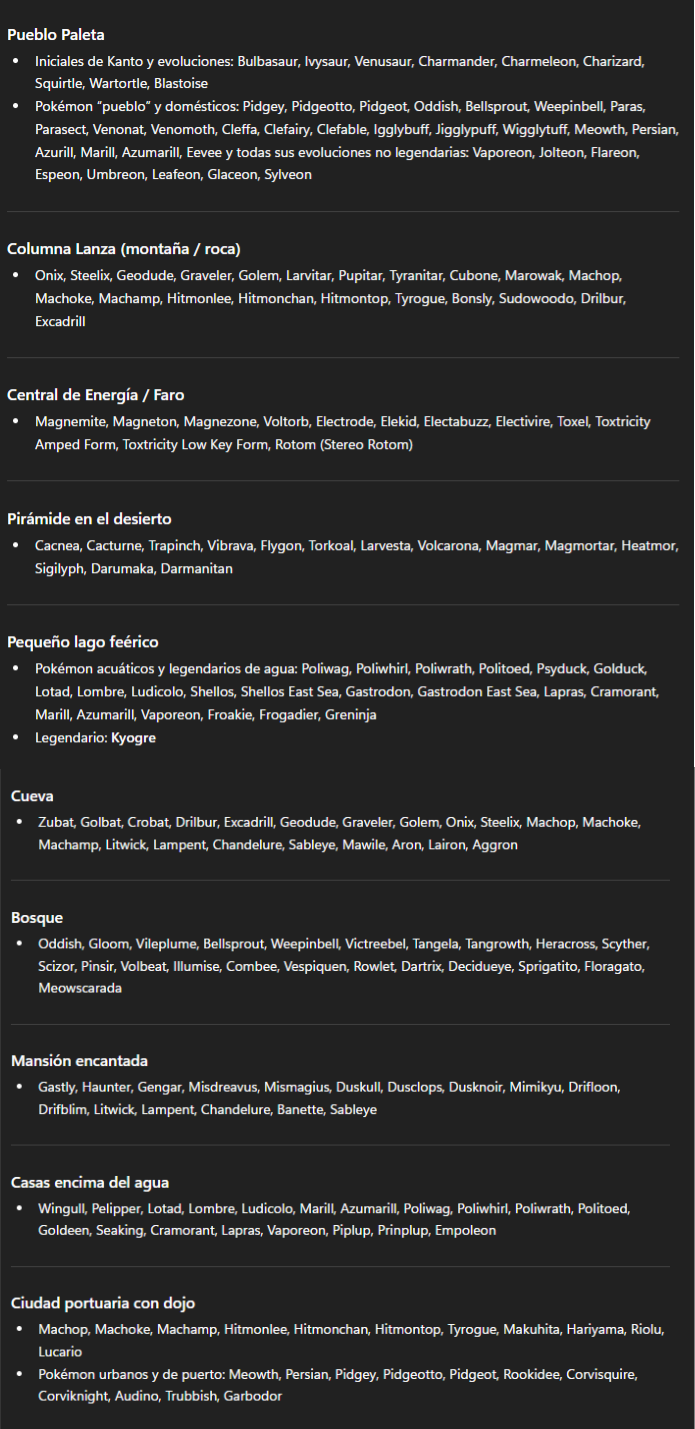 Pueblo Paleta
• Iniciales de Kanto y evoluciones: Bulbasaur, Ivysaur, Venusaur, Charmander, Charmeleon, Charizard,
Squirtle, Wartortle, Blastoise
• Pokémon “pueblo” y domésticos: Pidgey, Pidgeotto, Pidgeot, Oddish, Bellsprout, Weepinbell, Paras,
Parasect, Venonat, Venomoth, Cleffa, Clefairy, Clefable, Igglybuff, Jigglypuff, Wigglytuff, Meowth, Persian,
Azurill, Marill, Azumarill, Eevee y todas sus evoluciones no legendarias: Vaporeon, Jolteon, Flareon,
Espeon, Umbreon, Leafeon, Glaceon, Sylveon
Columna Lanza (montaña / roca)
• Onix, Steelix, Geodude, Graveler, Golem, Larvitar, Pupitar, Tyranitar, Cubone, Marowak, Machop,
Machoke, Machamp, Hitmonlee, Hitmonchan, Hitmontop, Tyrogue, Bonsly, Sudowoodo, Drilbur,
Excadrill
Central de Energía / Faro
• Magnemite, Magneton, Magnezone, Voltorb, Electrode, Elekid, Electabuzz, Electivire, Toxel, Toxtricity
Amped Form, Toxtricity Low Key Form, Rotom (Stereo Rotom)
Pirámide en el desierto
• Cacnea, Cacturne, Trapinch, Vibrava, Flygon, Torkoal, Larvesta, Volcarona, Magmar, Magmortar, Heatmor,
Sigilyph, Darumaka, Darmanitan
Pequeño lago feérico
• Pokémon acuáticos y legendarios de agua: Poliwag, Poliwhirl, Poliwrath, Politoed, Psyduck, Golduck,
Lotad, Lombre, Ludicolo, Shellos, Shellos East Sea, Gastrodon, Gastrodon East Sea, Lapras, Cramorant,
Marill, Azumarill, Vaporeon, Froakie, Frogadier, Greninja
• Legendario: Kyogre
Cueva
• Zubat, Golbat, Crobat, Drilbur, Excadrill, Geodude, Graveler, Golem, Onix, Steelix, Machop, Machoke,
Machamp, Litwick, Lampent, Chandelure, Sableye, Mawile, Aron, Lairon, Aggron
Bosque
• Oddish, Gloom, Vileplume, Bellsprout, Weepinbell, Victreebel, Tangela, Tangrowth, Heracross, Scyther,
Scizor, Pinsir, Volbeat, Illumise, Combee, Vespiquen, Rowlet, Dartrix, Decidueye, Sprigatito, Floragato,
Meowscarada
Mansión encantada
• Gastly, Haunter, Gengar, Misdreavus, Mismagius, Duskull, Dusclops, Dusknoir, Mimikyu, Drifloon,
Drifblim, Litwick, Lampent, Chandelure, Banette, Sableye
Casas encima del agua
• Wingull, Pelipper, Lotad, Lombre, Ludicolo, Marill, Azumarill, Poliwag, Poliwhirl, Poliwrath, Politoed,
Goldeen, Seaking, Cramorant, Lapras, Vaporeon, Piplup, Prinplup, Empoleon
Ciudad portuaria con dojo
• Machop, Machoke, Machamp, Hitmonlee, Hitmonchan, Hitmontop, Tyrogue, Makuhita, Hariyama, Riolu,
Lucario
• Pokémon urbanos y de puerto: Meowth, Persian, Pidgey, Pidgeotto, Pidgeot, Rookidee, Corvisquire,
Corviknight, Audino, Trubbish, Garbodor